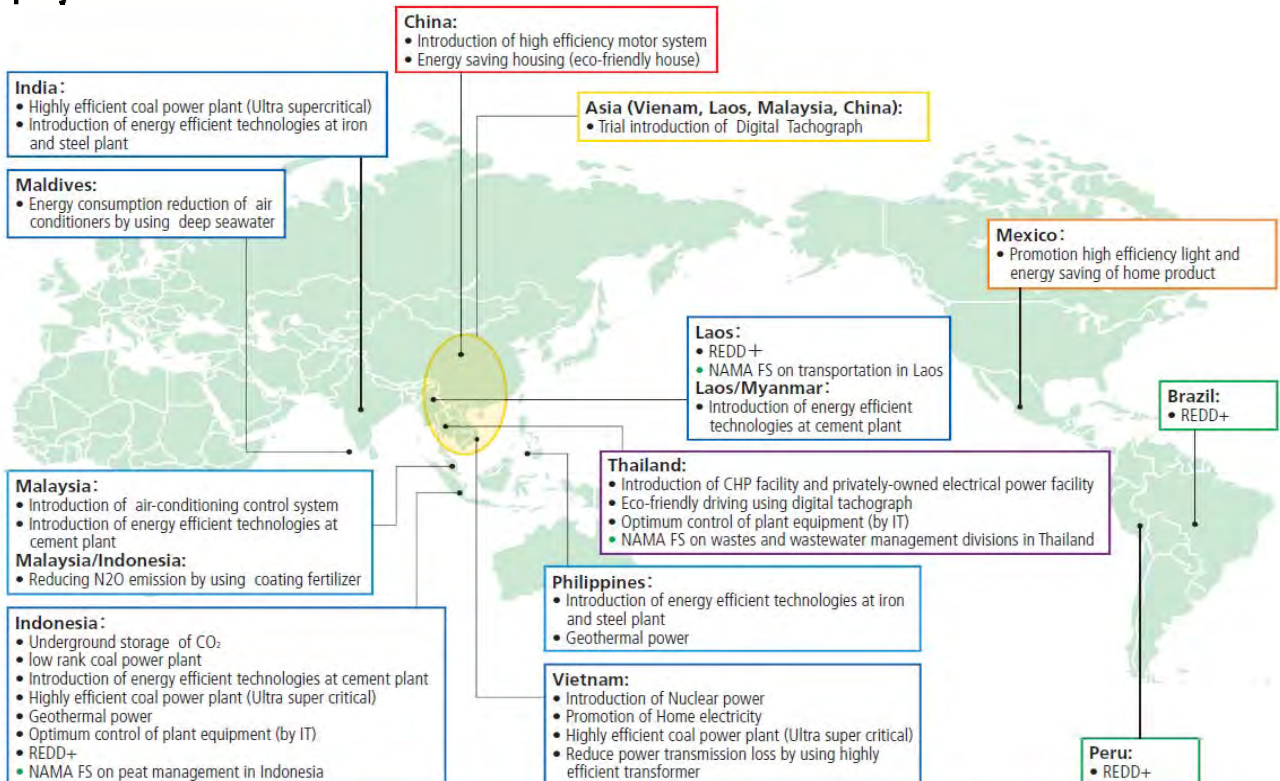 China:
• Introduction of high efficiency motor system
• Energy saving housing (eco-friendly house)
India:
• Highly efficient coal power plant (Ultra supercritical)
• Introduction of energy efficient technologies at iron
and steel plant
Asia (Vienam, Laos, Malaysia, China):
• Trial introduction of Digital Tachograph
Maldives:
• Energy consumption reduction of air
conditioners by using deep seawater
Mexico:
• Promotion high efficiency light and
energy saving of home product
Laos:
• REDD+
• NAMA FS on transportation in Laos
Laos/Myanmar:
• Introduction of energy efficient
technologies at cement plant
Brazil:
• REDD+
Thailand:
• Introduction of CHP facility and privately-owned electrical power facility
• Eco-friendly driving using digital tachograph
• Optimum control of plant equipment (by IT)
• NAMA FS on wastes and wastewater management divisions in Thailand
Malaysia:
• Introduction of air-conditioning control system
• Introduction of energy efficient technologies at
cement plant
Malaysia/Indonesia:
• Reducing N2O emission by using coating fertilizer
Philippines:
• Introduction of energy efficient technologies at iron
and steel plant
• Geothermal power
Indonesia:
• Underground storage of CO₂
• low rank coal power plant
• Introduction of energy efficient technologies at cement plant
• Highly efficient coal power plant (Ultra super critical)
• Geothermal power
• Optimum control of plant equipment (by IT)
• REDD+
• NAMA FS on peat management in Indonesia
Vietnam:
• Introduction of Nuclear power
• Promotion of Home electricity
• Highly efficient coal power plant (Ultra super critical)
• Reduce power transmission loss by using highly
efficient transformer
Peru:
• REDD+